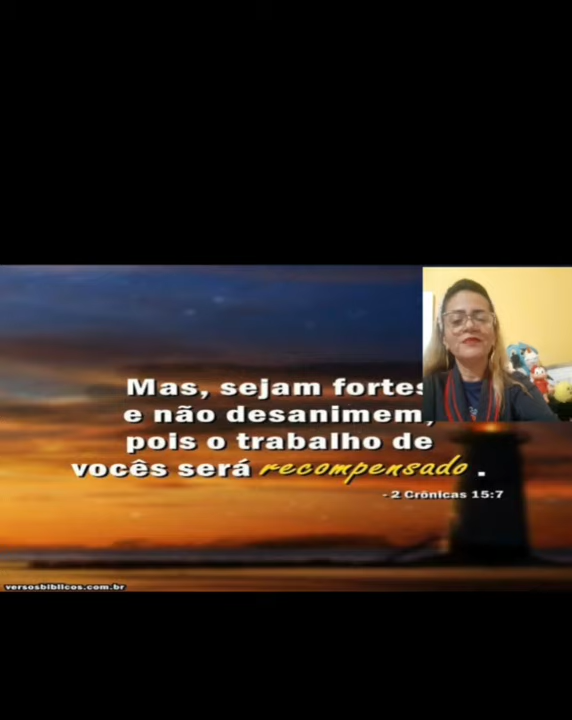 Mas, sejam fortes
e não desanimem,
pois o trabalho de
vocês será recompensado .
- 2 Crônicas 15:7
versosbiblicos.com.br